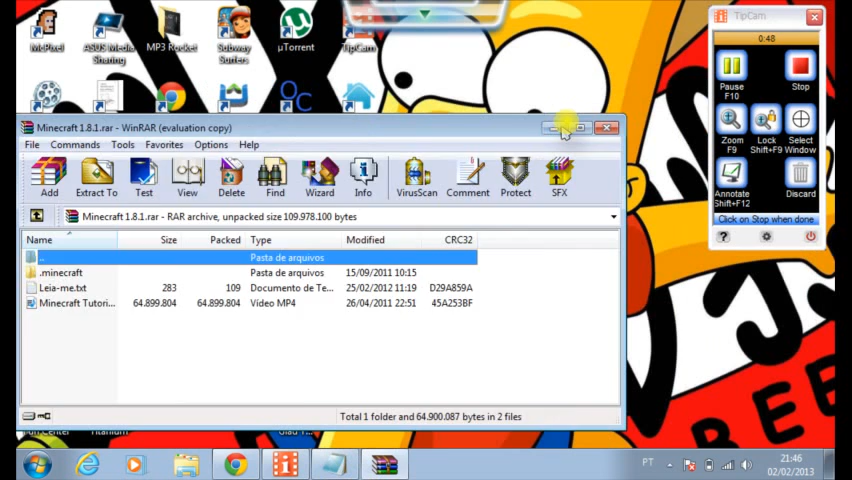 McPixel
ASUS Media Sharing
MP3 Rocket
Subway Surfers
µTorrent
TipCam
TipCam
0:48
Pause F10
Stop
Zoom F9
Lock Shift+F9
Select Window
Annotate Shift+F12
Discard
Click on Stop when done
Minecraft 1.8.1.rar - WinRAR (evaluation copy)
File Commands Tools Favorites Options Help
Add Extract To Test View Delete Find Wizard Info VirusScan Comment Protect SFX
Minecraft 1.8.1.rar - RAR archive, unpacked size 109.978.100 bytes
Name Size Packed Type Modified CRC32
.. Pasta de arquivos
.minecraft Pasta de arquivos 15/09/2011 10:15
Leia-me.txt 283 109 Documento de Te... 25/02/2012 11:19 D29A859A
Minecraft Tutori... 64.899.804 64.899.804 Vídeo MP4 26/04/2011 22:51 45A253BF
Total 1 folder and 64.900.087 bytes in 2 files
BEE
PT
21:46
02/02/2013